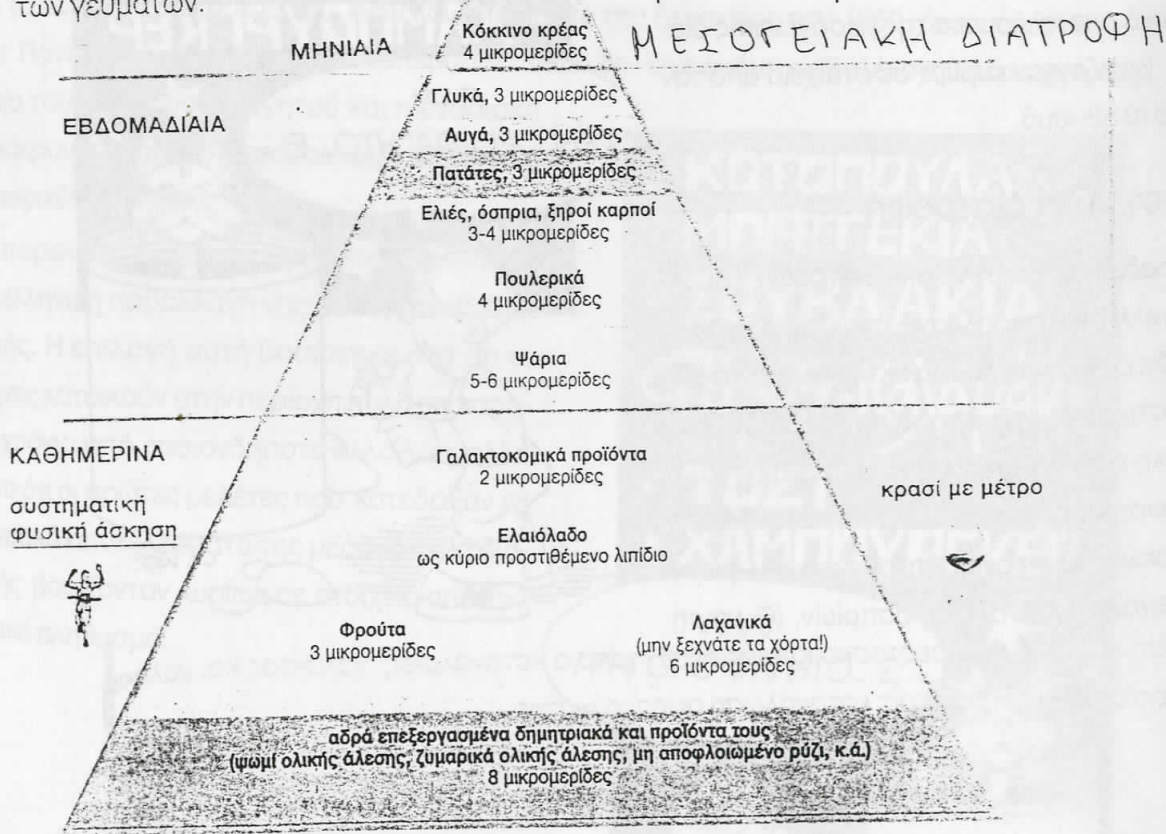 των γευμάτων.
ΜΗΝΙΑΙΑ
Κόκκινο κρέας
4 μικρομερίδες
ΜΕΣΟΓΕΙΑΚΗ ΔΙΑΤΡΟΦΗ
ΕΒΔΟΜΑΔΙΑΙΑ
Γλυκά, 3 μικρομερίδες
Αυγά, 3 μικρομερίδες
Πατάτες, 3 μικρομερίδες
Ελιές, όσπρια, ξηροί καρποί
3-4 μικρομερίδες
Πουλερικά
4 μικρομερίδες
Ψάρια
5-6 μικρομερίδες
ΚΑΘΗΜΕΡΙΝΑ
συστηματική
φυσική άσκηση
Γαλακτοκομικά προϊόντα
2 μικρομερίδες
κρασί με μέτρο
Ελαιόλαδο
ως κύριο προστιθέμενο λιπίδιο
Φρούτα
3 μικρομερίδες
Λαχανικά
(μην ξεχνάτε τα χόρτα!)
6 μικρομερίδες
αδρά επεξεργασμένα δημητριακά και προϊόντα τους
(ψωμί ολικής άλεσης, ζυμαρικά ολικής άλεσης, μη αποφλοιωμένο ρύζι, κ.ά.)
8 μικρομερίδες